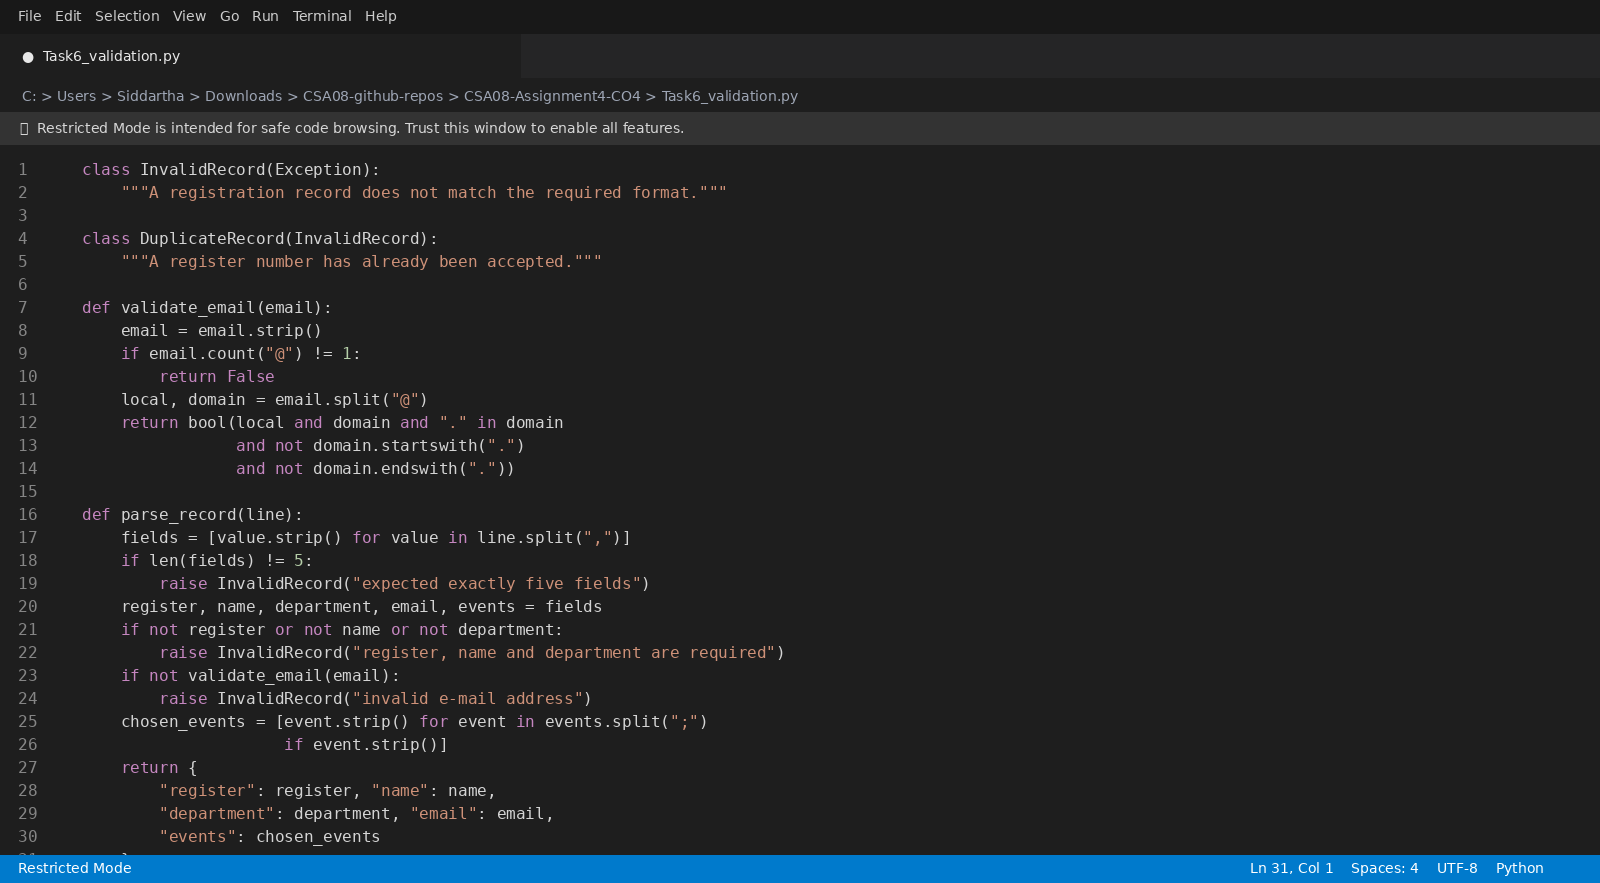 File Edit Selection View Go Run Terminal Help
● Task6_validation.py
C: > Users > Siddartha > Downloads > CSA08-github-repos > CSA08-Assignment4-CO4 > Task6_validation.py
Restricted Mode is intended for safe code browsing. Trust this window to enable all features.
1 class InvalidRecord(Exception):
2     """A registration record does not match the required format."""
3
4 class DuplicateRecord(InvalidRecord):
5     """A register number has already been accepted."""
6
7 def validate_email(email):
8     email = email.strip()
9     if email.count("@") != 1:
10         return False
11     local, domain = email.split("@")
12     return bool(local and domain and "." in domain
13                 and not domain.startswith(".")
14                 and not domain.endswith("."))
15
16 def parse_record(line):
17     fields = [value.strip() for value in line.split(",")]
18     if len(fields) != 5:
19         raise InvalidRecord("expected exactly five fields")
20     register, name, department, email, events = fields
21     if not register or not name or not department:
22         raise InvalidRecord("register, name and department are required")
23     if not validate_email(email):
24         raise InvalidRecord("invalid e-mail address")
25     chosen_events = [event.strip() for event in events.split(";")
26                      if event.strip()]
27     return {
28         "register": register, "name": name,
29         "department": department, "email": email,
30         "events": chosen_events
31     }
Restricted Mode Ln 31, Col 1 Spaces: 4 UTF-8 Python